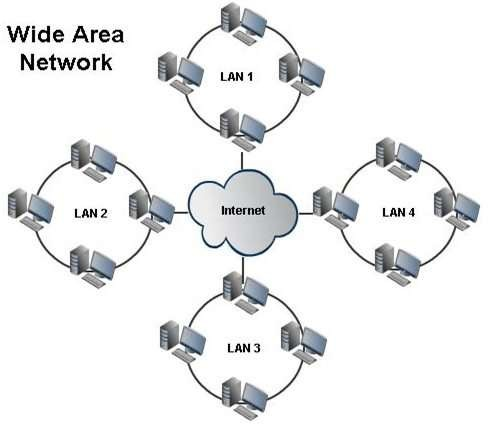 Wide Area
Network
LAN 1
LAN 2
Internet
LAN 4
LAN 3